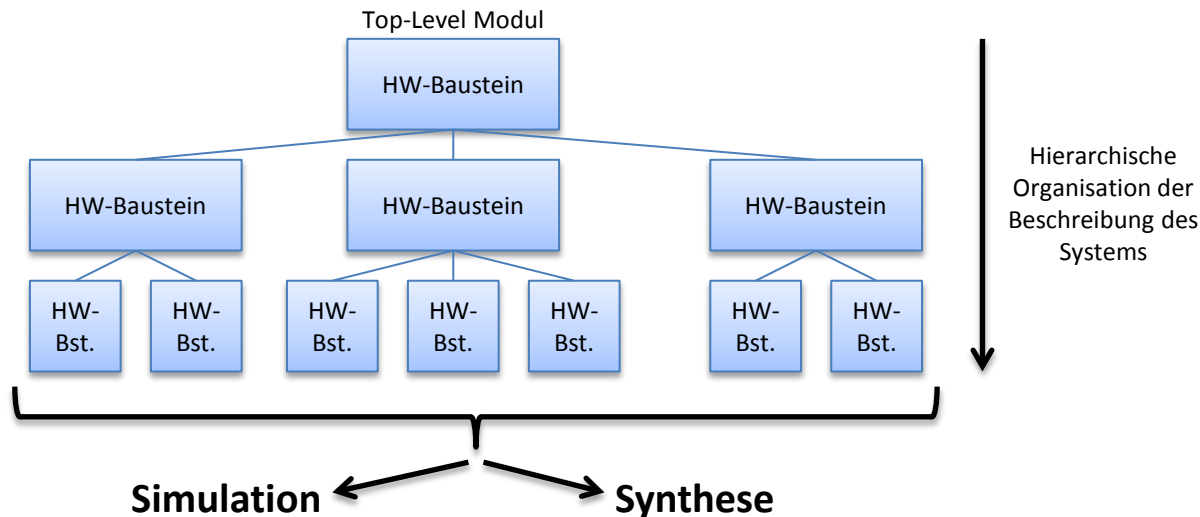 Top-Level Modul
HW-Baustein
HW-Baustein
HW-Baustein
HW-Baustein
Hierarchische
Organisation der
Beschreibung des
Systems
HW-
Bst.
HW-
Bst.
HW-
Bst.
HW-
Bst.
HW-
Bst.
HW-
Bst.
HW-
Bst.
Simulation
Synthese